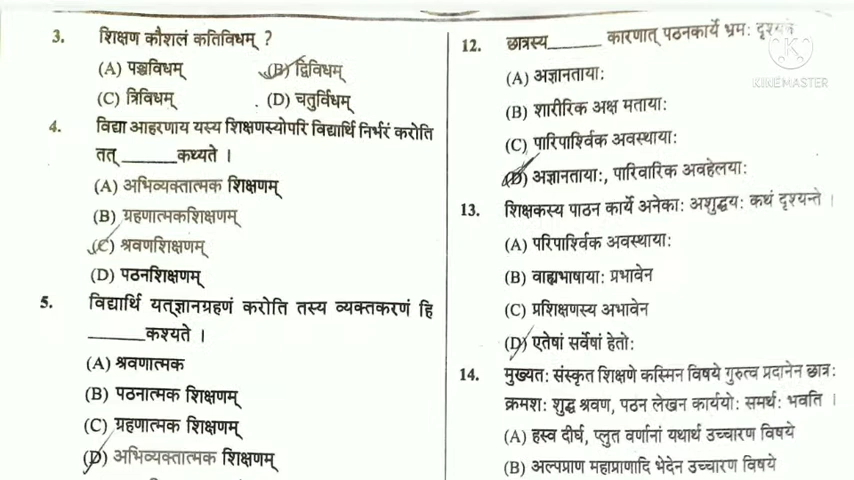 3. शिक्षण कौशलं कतिविधम् ?
(A) पञ्चविधम् (B) द्विविधम्
(C) त्रिविधम् (D) चतुर्विधम्
4. विद्या आहरणाय यस्य शिक्षणस्योपरि विद्यार्थि निर्भरं करोति
तत् ______कथ्यते ।
(A) अभिव्यक्तात्मक शिक्षणम्
(B) ग्रहणात्मकशिक्षणम्
(C) श्रवणशिक्षणम्
(D) पठनशिक्षणम्
5. विद्यार्थि यत्ज्ञानग्रहणं करोति तस्य व्यक्तकरणं हि
______कश्यते ।
(A) श्रवणात्मक
(B) पठनात्मक शिक्षणम्
(C) ग्रहणात्मक शिक्षणम्
(D) अभिव्यक्तात्मक शिक्षणम्
12. छात्रस्य______ कारणात् पठनकार्ये भ्रमः दृश्यते
(A) अज्ञानतायाः
(B) शारीरिक अक्ष मतायाः
(C) पारिपार्श्विक अवस्थायाः
(D) अज्ञानतायाः, पारिवारिक अवहेलयाः
13. शिक्षकस्य पाठन कार्ये अनेकाः अशुद्धयः कथं दृश्यन्ते ।
(A) परिपार्श्विक अवस्थायाः
(B) वाह्यभाषायाः प्रभावेन
(C) प्रशिक्षणस्य अभावेन
(D) एतेषां सर्वेषां हेतोः
14. मुख्यतः संस्कृत शिक्षणे कस्मिन विषये गुरुत्व प्रदानेन छात्रः
क्रमशः शुद्ध श्रवण, पठन लेखन कार्ययोः समर्थः भवति ।
(A) हस्व दीर्घ, प्लुत वर्णानां यथार्थ उच्चारण विषये
(B) अल्पप्राण महाप्राणादि भेदेन उच्चारण विषये
KINEMASTER